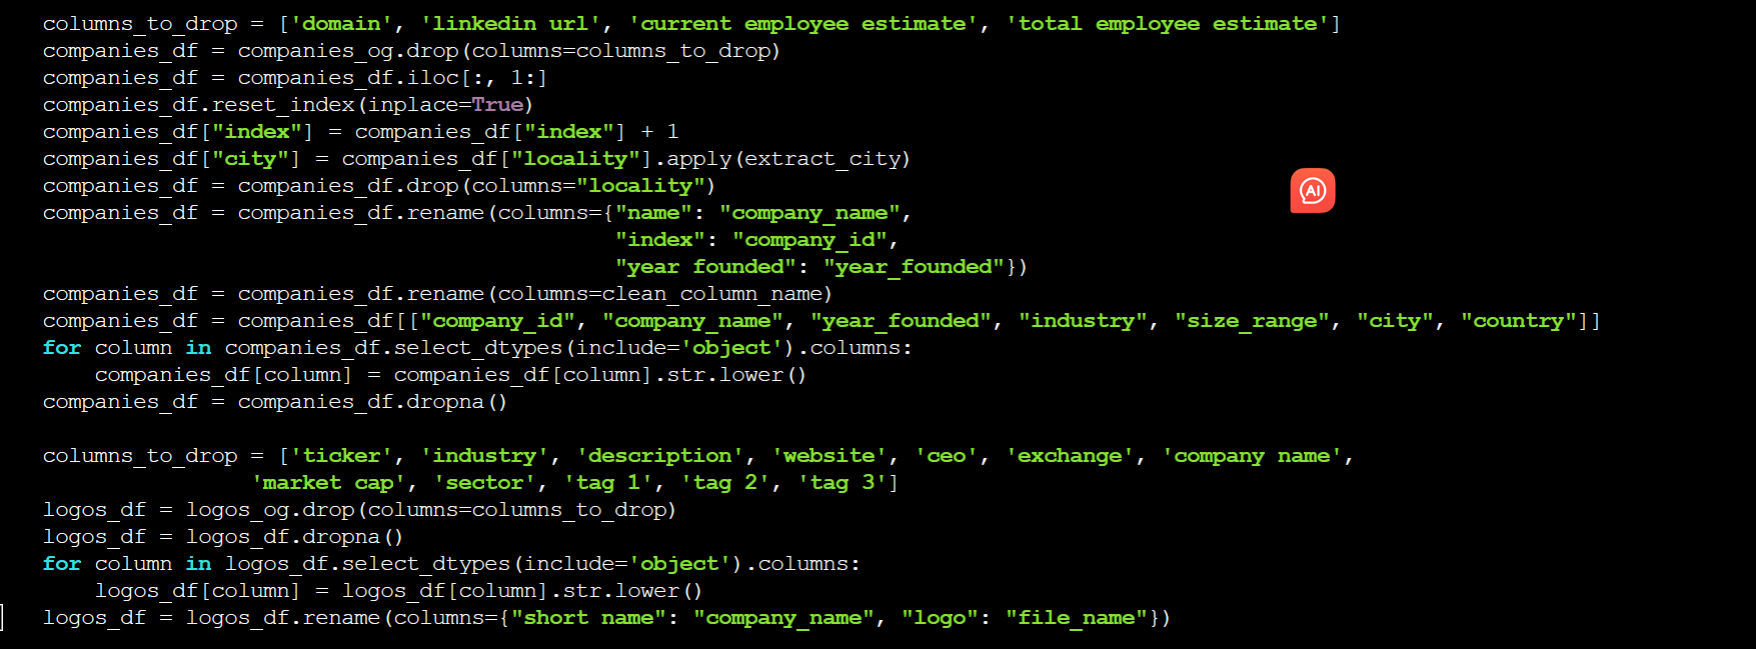 columns_to_drop = ['domain', 'linkedin url', 'current employee estimate', 'total employee estimate']
companies_df = companies_og.drop(columns=columns_to_drop)
companies_df = companies_df.iloc[:, 1:]
companies_df.reset_index(inplace=True)
companies_df["index"] = companies_df["index"] + 1
companies_df["city"] = companies_df["locality"].apply(extract_city)
companies_df = companies_df.drop(columns="locality")
AI
companies_df = companies_df.rename(columns={"name": "company_name",
                                            "index": "company_id",
                                            "year founded": "year_founded"})
companies_df = companies_df.rename(columns=clean_column_name)
companies_df = companies_df[["company_id", "company_name", "year_founded", "industry", "size_range", "city", "country"]]
for column in companies_df.select_dtypes(include='object').columns:
    companies_df[column] = companies_df[column].str.lower()
companies_df = companies_df.dropna()

columns_to_drop = ['ticker', 'industry', 'description', 'website', 'ceo', 'exchange', 'company name',
                'market cap', 'sector', 'tag 1', 'tag 2', 'tag 3']
logos_df = logos_og.drop(columns=columns_to_drop)
logos_df = logos_df.dropna()
for column in logos_df.select_dtypes(include='object').columns:
    logos_df[column] = logos_df[column].str.lower()
logos_df = logos_df.rename(columns={"short name": "company_name", "logo": "file_name"})